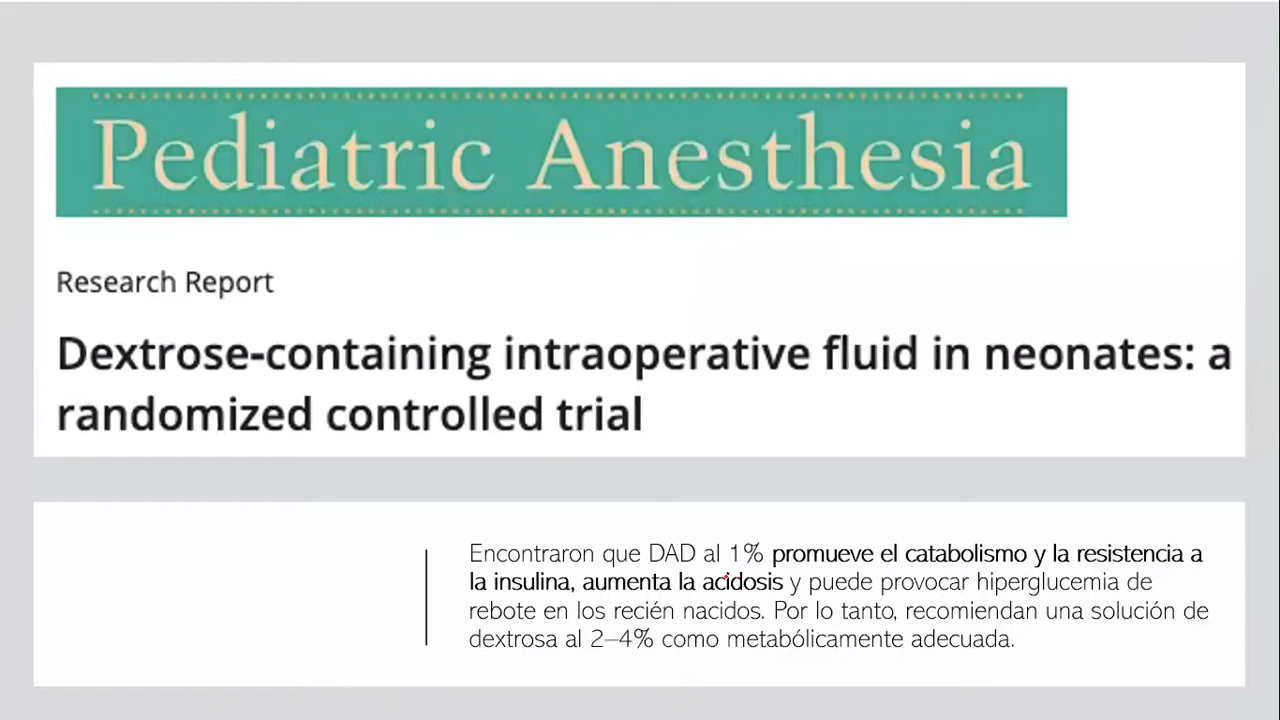 Pediatric Anesthesia
Research Report
Dextrose-containing intraoperative fluid in neonates: a
randomized controlled trial
Encontraron que DAD al 1% promueve el catabolismo y la resistencia a
la insulina, aumenta la acidosis y puede provocar hiperglucemia de
rebote en los recién nacidos. Por lo tanto, recomiendan una solución de
dextrosa al 2–4% como metabólicamente adecuada.